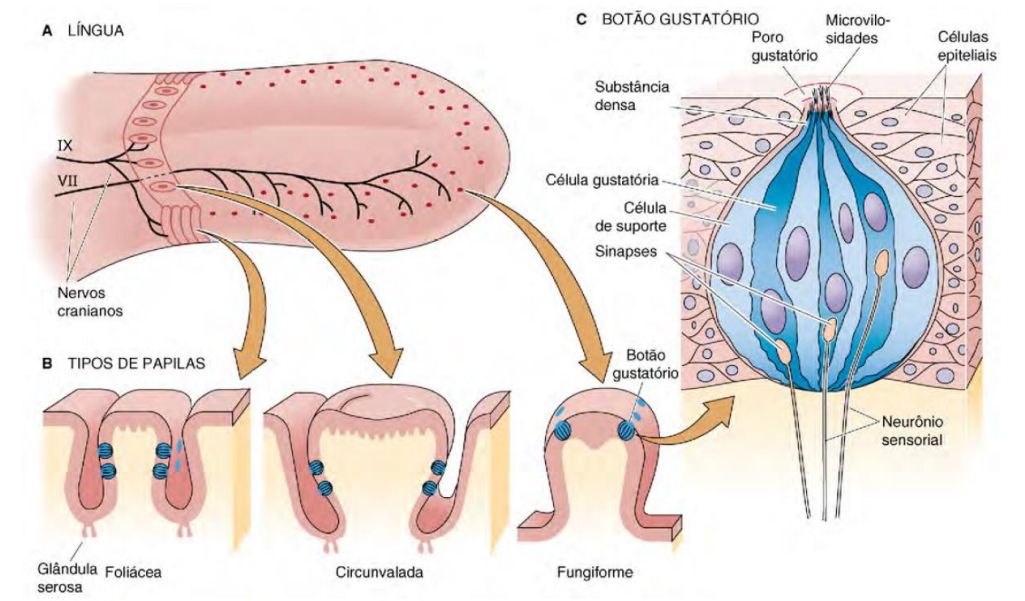 A LÍNGUA
IX
VII
Nervos
cranianos
B TIPOS DE PAPILAS
Glândula
serosa
Foliácea
Circunvalada
Fungiforme
Botão
gustatório
C BOTÃO GUSTATÓRIO
Poro
gustatório
Microvilo-
sidades
Células
epiteliais
Substância
densa
Célula gustatória
Célula
de suporte
Sinapses
Neurônio
sensorial